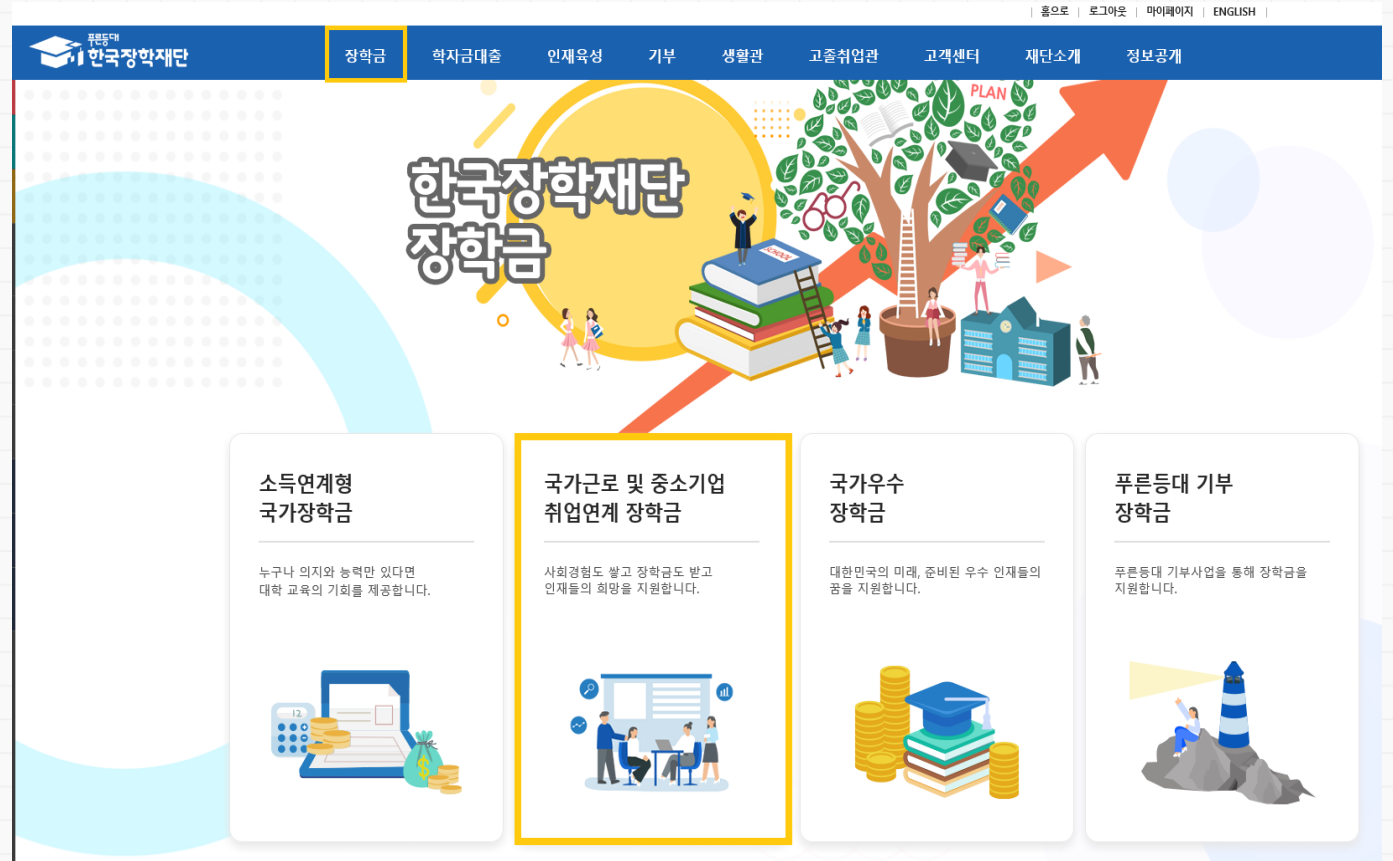 홈으로 로그아웃 마이페이지 ENGLISH
푸른등대
한국장학재단
장학금 학자금대출 인재육성 기부 생활관 고졸취업관 고객센터 재단소개 정보공개
PLAN
한국장학재단
장학금
SCHOOL
소득연계형
국가장학금
누구나 의지와 능력만 있다면
대학 교육의 기회를 제공합니다.
12
$
국가근로 및 중소기업
취업연계 장학금
사회경험도 쌓고 장학금도 받고
인재들의 희망을 지원합니다.
국가우수
장학금
대한민국의 미래, 준비된 우수 인재들의
꿈을 지원합니다.
푸른등대 기부
장학금
푸른등대 기부사업을 통해 장학금을
지원합니다.